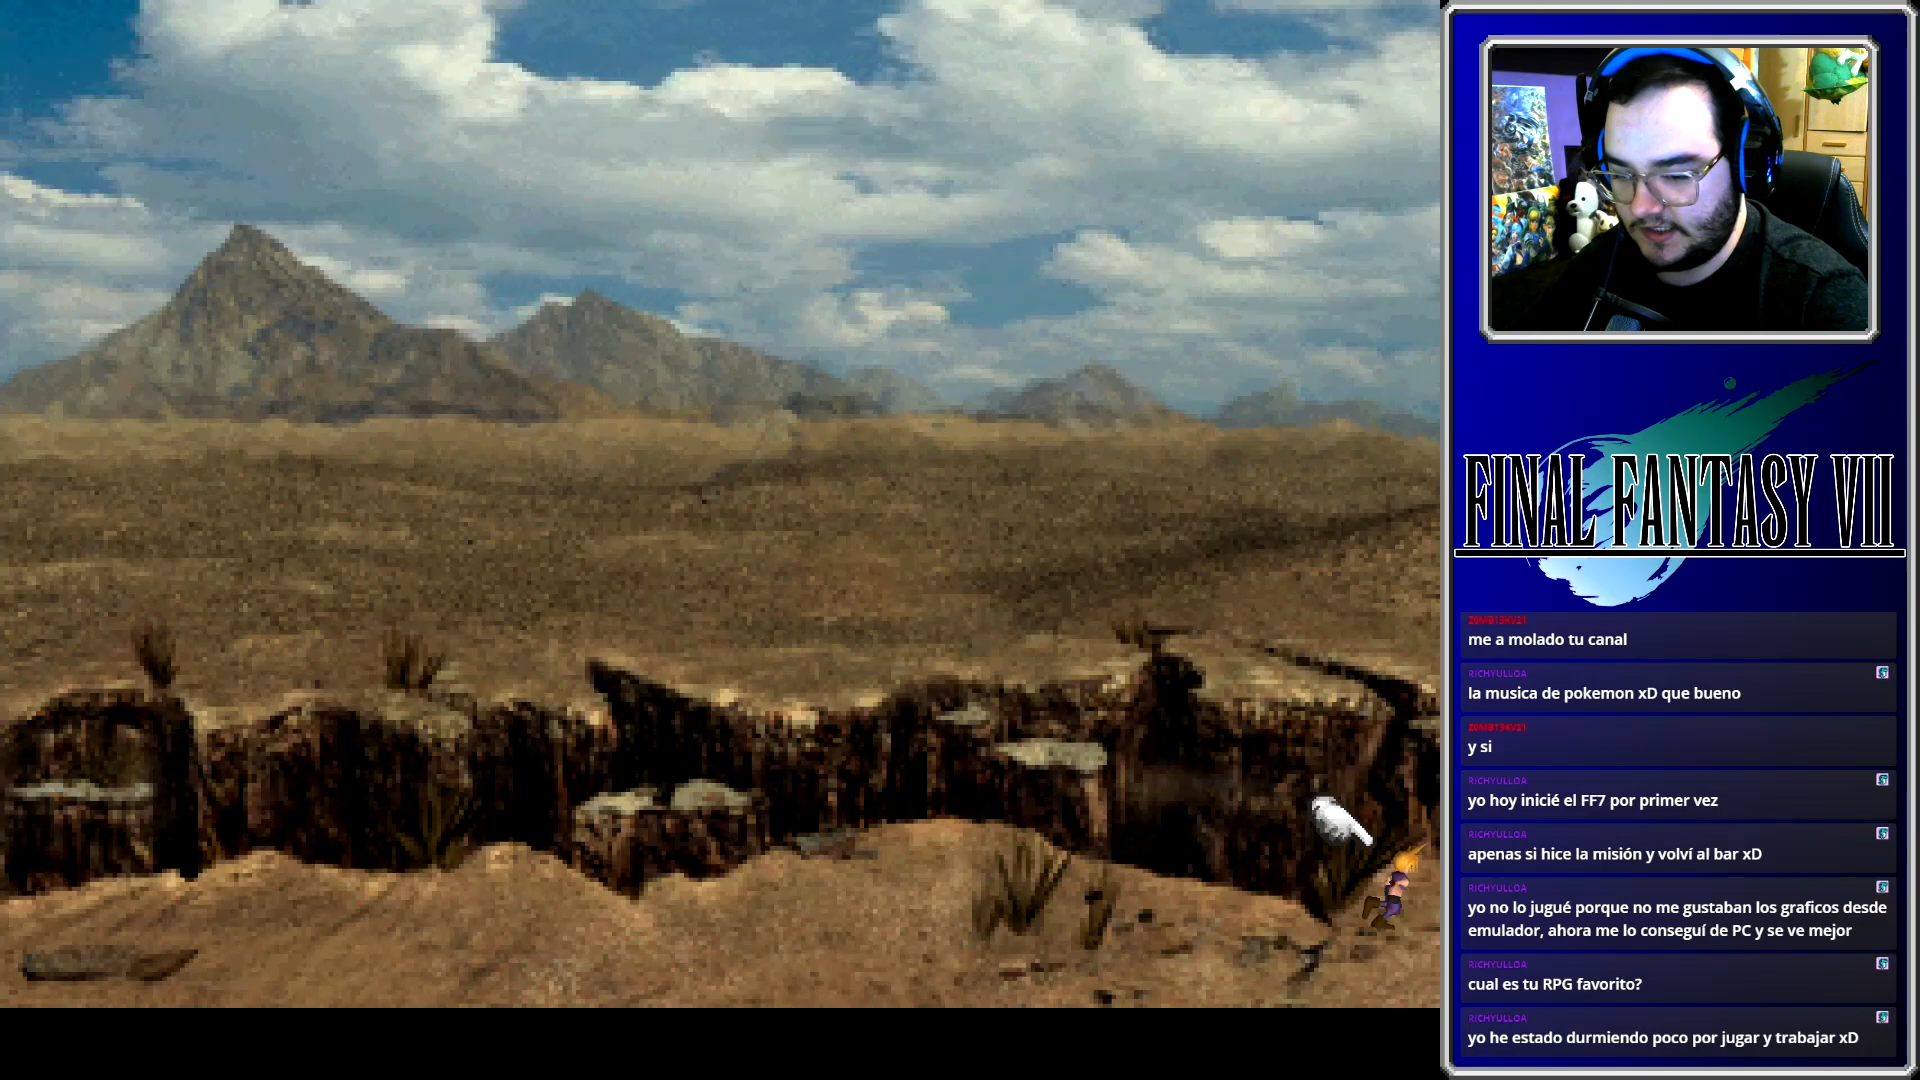 FINAL FANTASY VII
Z0MB13KV21
me a molado tu canal
RICHYULLOA
la musica de pokemon xD que bueno
Z0MB13KV21
y si
RICHYULLOA
yo hoy inicié el FF7 por primer vez
RICHYULLOA
apenas si hice la misión y volví al bar xD
RICHYULLOA
yo no lo jugué porque no me gustaban los graficos desde
emulador, ahora me lo conseguí de PC y se ve mejor
RICHYULLOA
cual es tu RPG favorito?
RICHYULLOA
yo he estado durmiendo poco por jugar y trabajar xD